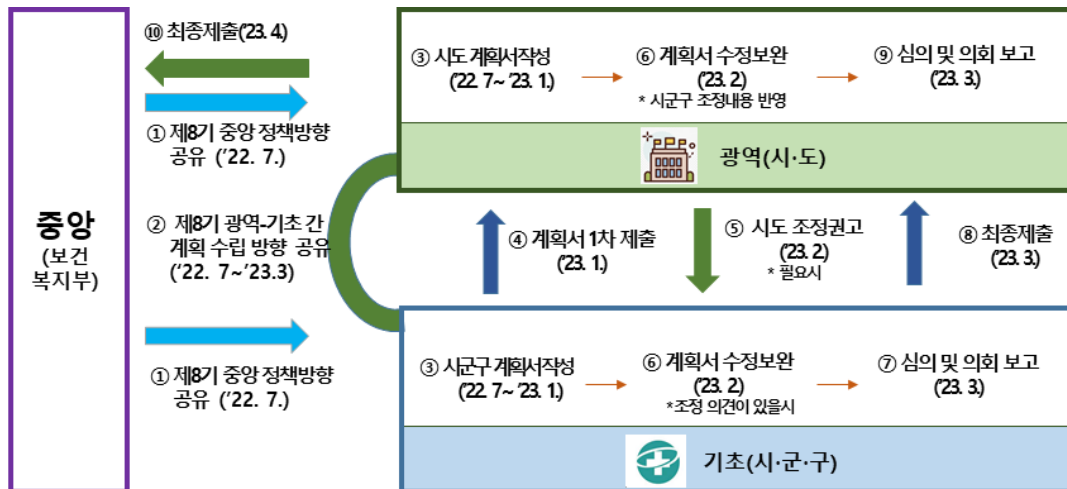 ⑩ 최종제출('23. 4.)
① 제8기 중앙 정책방향
공유 ('22. 7.)
중앙
(보건
복지부)
② 제8기 광역-기초 간
계획 수립 방향 공유
('22. 7~'23.3)
① 제8기 중앙 정책방향
공유 ('22. 7.)
③ 시도 계획서작성
('22. 7~ '23. 1.)
⑥ 계획서 수정보완
('23. 2)
* 시군구 조정내용 반영
⑨ 심의 및 의회 보고
('23. 3.)
광역(시·도)
④ 계획서 1차 제출
('23. 1.)
⑤ 시도 조정권고
('23. 2)
* 필요시
⑧ 최종제출
('23. 3.)
③ 시군구 계획서작성
('22. 7~ '23. 1.)
⑥ 계획서 수정보완
('23. 2)
*조정 의견이 있을시
⑦ 심의 및 의회 보고
('23. 3.)
기초(시·군·구)